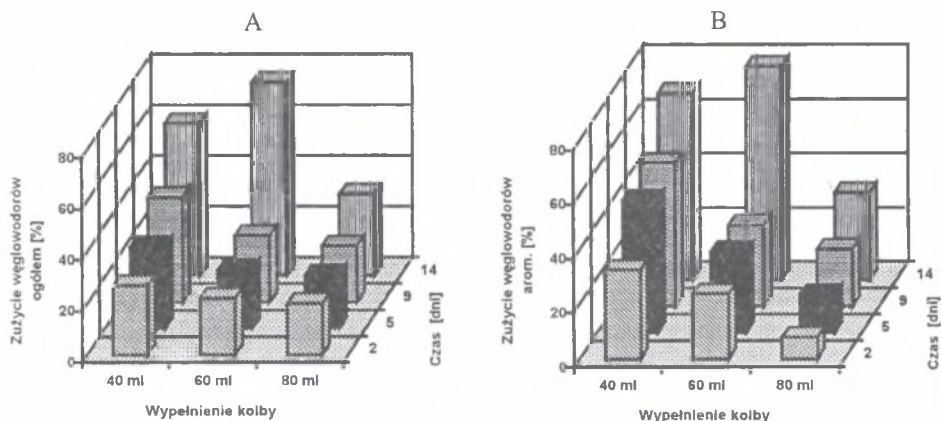 A
Zużycie węglowodorów
ogółem [%]
80
60
40
20
0
40 ml
60 ml
80 ml
Wypełnienie kolby
2
5
9
14
Czas [dni]
B
Zużycie węglowodorów
arom. [%]
80
60
40
20
0
40 ml
60 ml
80 ml
Wypełnienie kolby
2
5
9
14
Czas [dni]